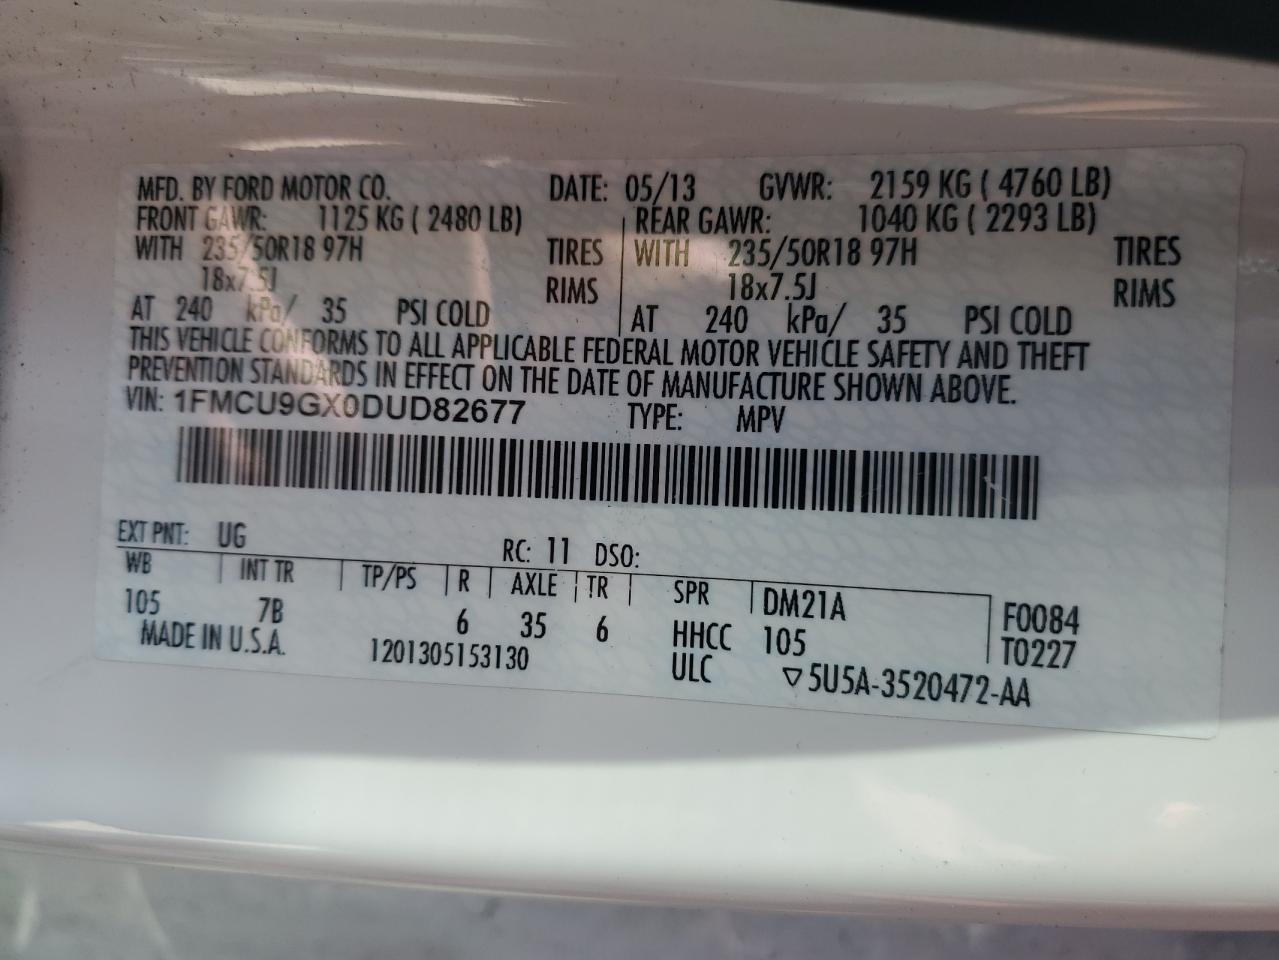 MFD. BY FORD MOTOR CO. DATE: 05/13 GVWR: 2159 KG ( 4760 LB)
FRONT GAWR: 1125 KG ( 2480 LB) REAR GAWR: 1040 KG ( 2293 LB)
WITH 235/50R18 97H TIRES WITH 235/50R18 97H TIRES
18x7.5J RIMS 18x7.5J RIMS
AT 240 kPa/ 35 PSI COLD AT 240 kPa/ 35 PSI COLD
THIS VEHICLE CONFORMS TO ALL APPLICABLE FEDERAL MOTOR VEHICLE SAFETY AND THEFT
PREVENTION STANDARDS IN EFFECT ON THE DATE OF MANUFACTURE SHOWN ABOVE.
VIN: 1FMCU9GX0DUD82677 TYPE: MPV
EXT PNT: UG RC: 11 DSO:
WB INT TR TP/PS R AXLE TR SPR DM21A F0084
105 7B 6 35 6 HHCC 105 T0227
MADE IN U.S.A. 1201305153130 ULC ▽5U5A-3520472-AA